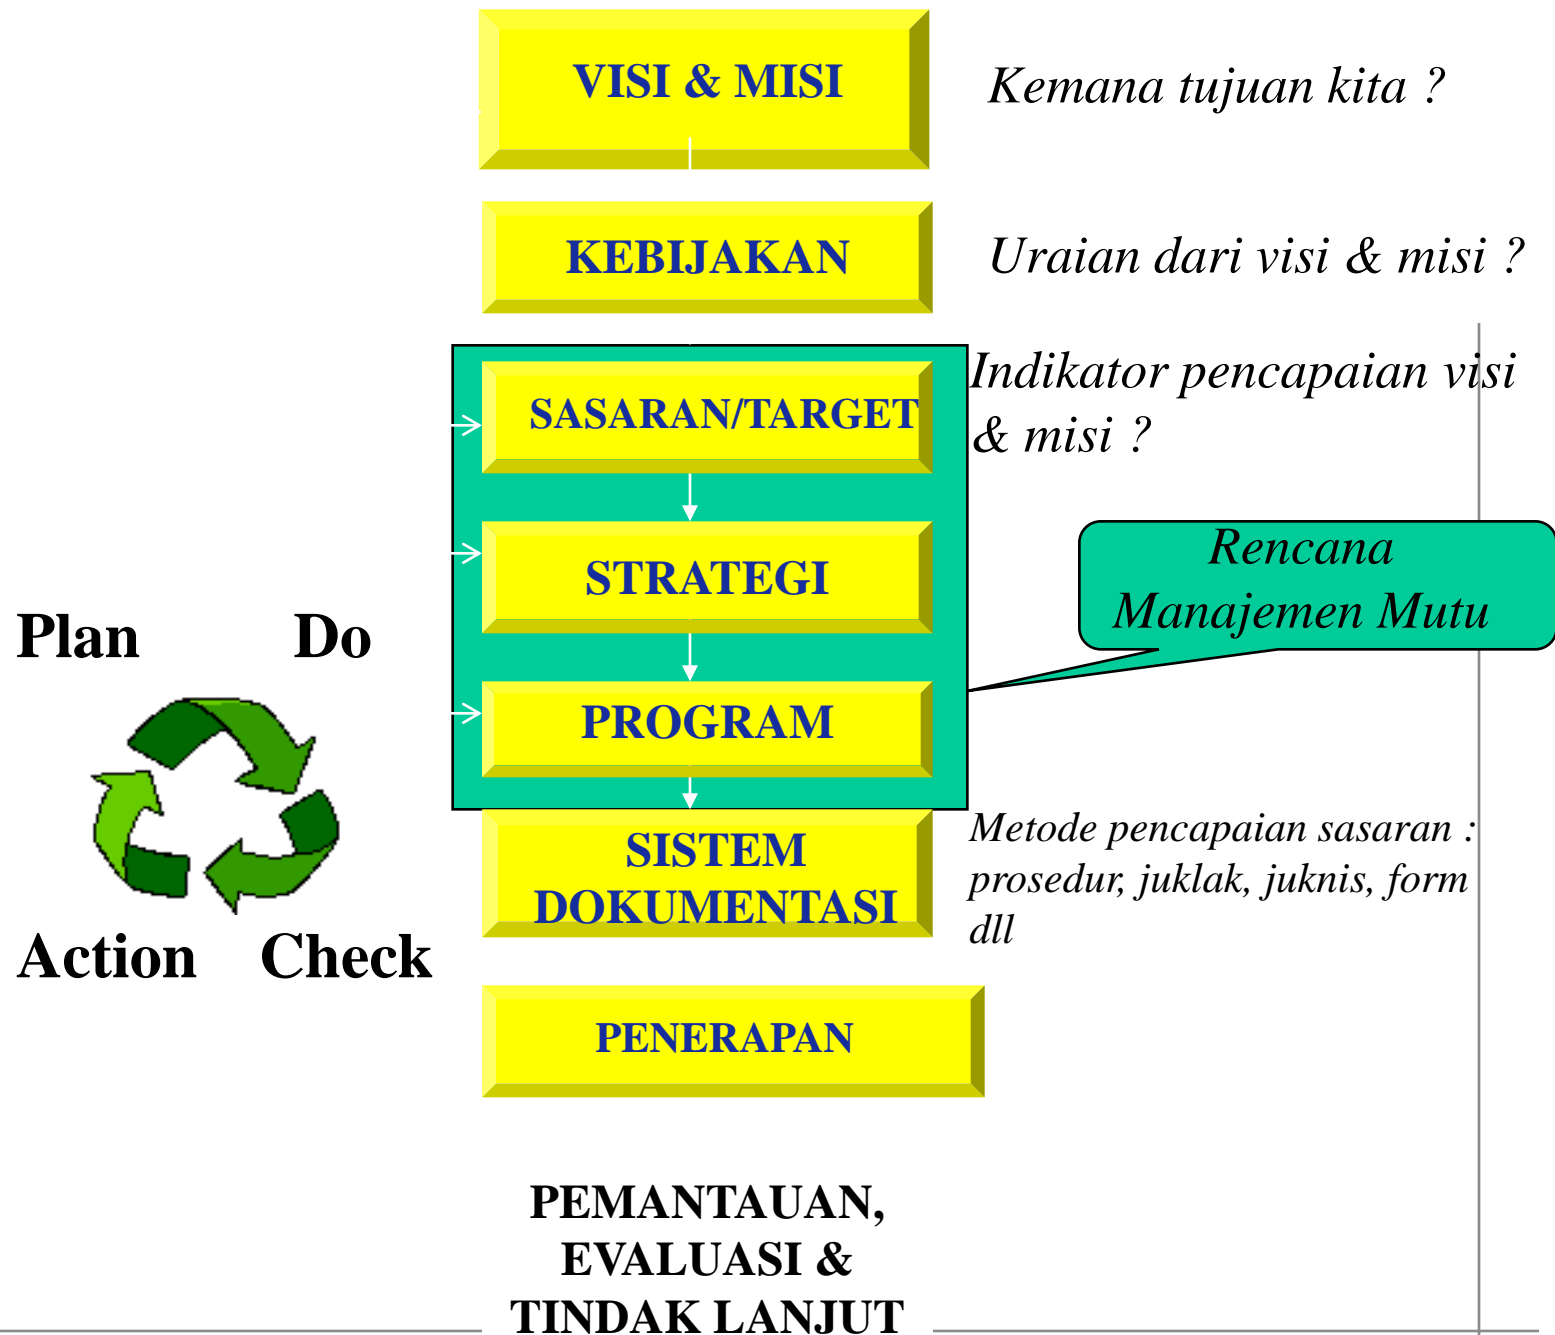 VISI & MISI
Kemana tujuan kita ?
KEBIJAKAN
Uraian dari visi & misi ?
SASARAN/TARGET
Indikator pencapaian visi
& misi ?
STRATEGI
Rencana
Manajemen Mutu
Plan
Do
PROGRAM
SISTEM
DOKUMENTASI
Metode pencapaian sasaran :
prosedur, juklak, juknis, form
dll
Action
Check
PENERAPAN
PEMANTAUAN,
EVALUASI &
TINDAK LANJUT